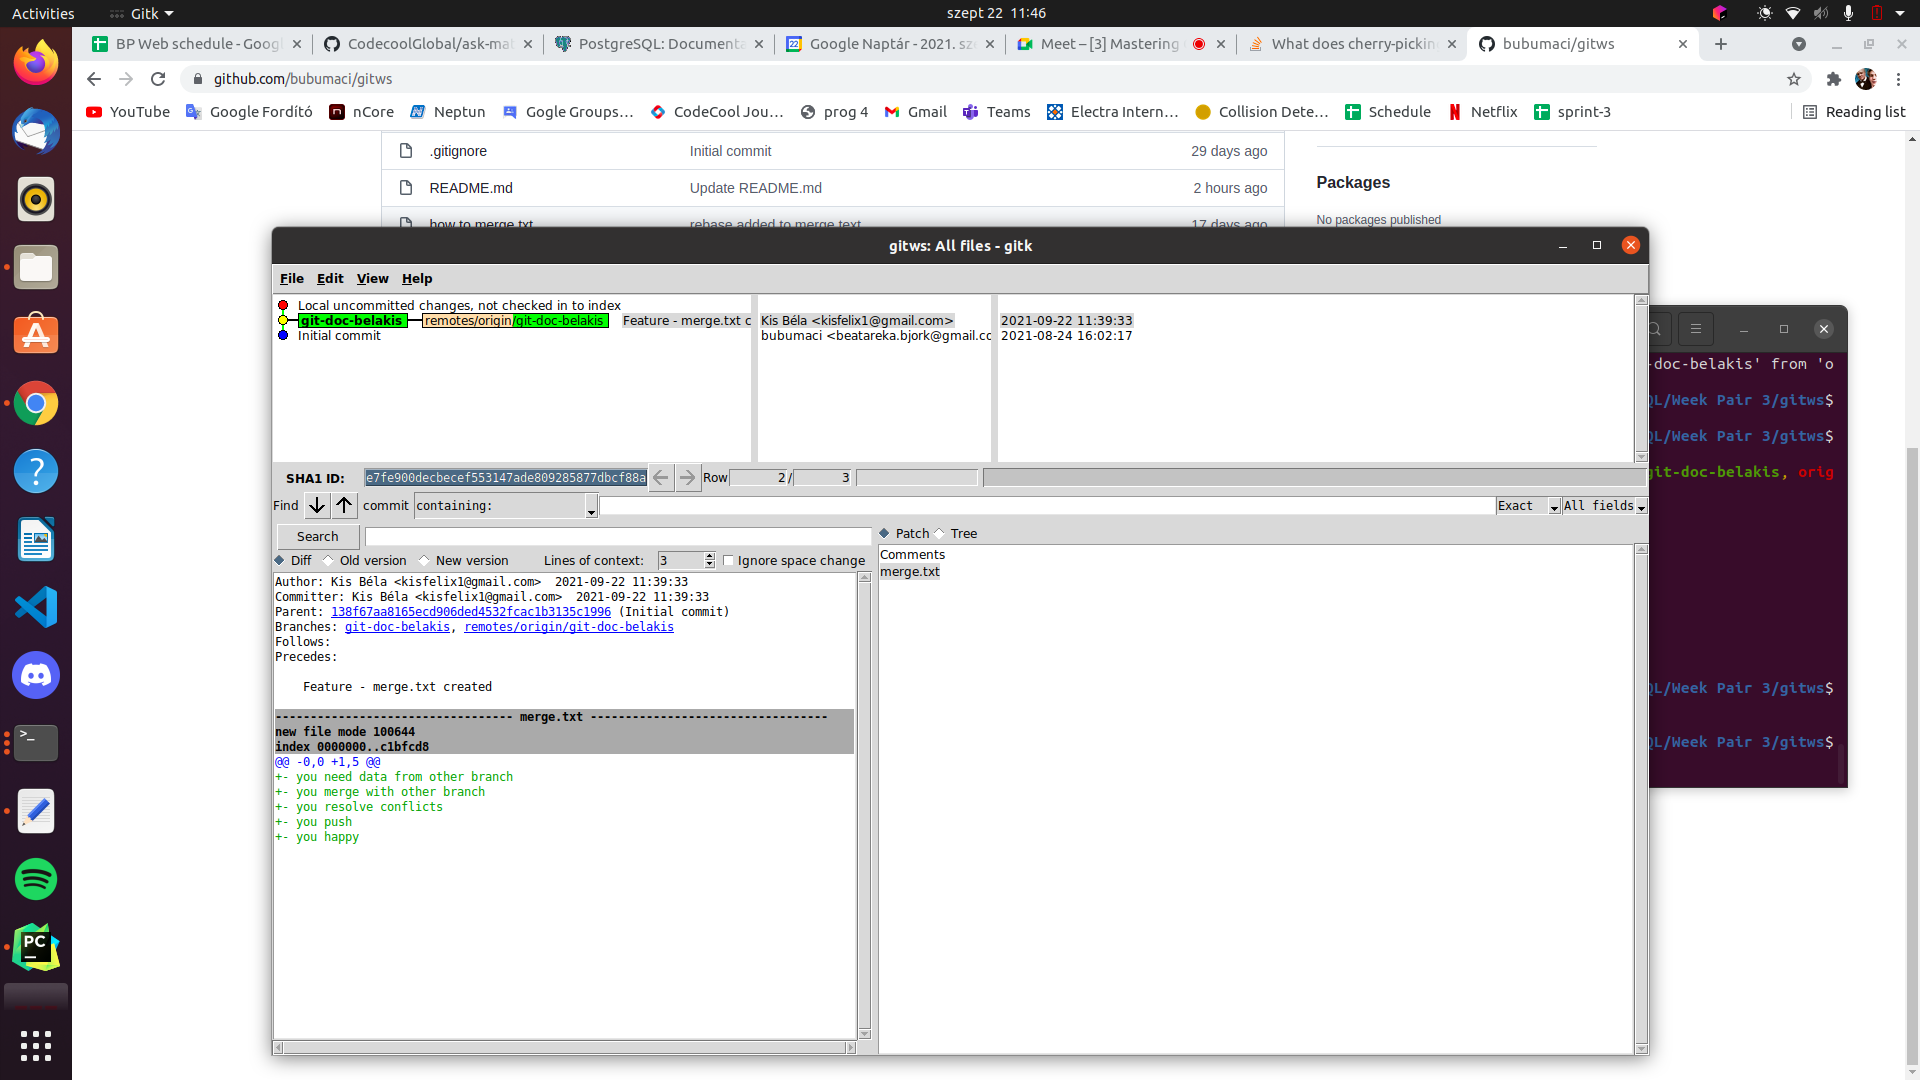 Activities
Gitk
szept 22 11:46
BP Web schedule - Goog
CodecoolGlobal/ask-ma
PostgreSQL: Documenta
Google Naptár - 2021. sz
Meet – [3] Mastering
What does cherry-pickin
bubumaci/gitws
github.com/bubumaci/gitws
YouTube
Google Fordító
nCore
Neptun
Gogle Groups…
CodeCool Jou…
prog 4
Gmail
Teams
Electra Intern…
Collision Dete…
Schedule
Netflix
sprint-3
Reading list
.gitignore
Initial commit
29 days ago
README.md
Update README.md
2 hours ago
how to merge.txt
rebase added to merge text
17 days ago
Packages
No packages published
gitws: All files - gitk
File Edit View Help
Local uncommitted changes, not checked in to index
git-doc-belakis remotes/origin/git-doc-belakis Feature - merge.txt c
Kis Béla <kisfelix1@gmail.com>
2021-09-22 11:39:33
Initial commit
bubumaci <beatareka.bjork@gmail.co
2021-08-24 16:02:17
SHA1 ID: e7fe900decbecef553147ade809285877dbcf88a
Row 2/ 3
Find commit containing:
Exact All fields
Search
Patch Tree
Diff Old version New version Lines of context: 3 Ignore space change
Comments
merge.txt
Author: Kis Béla <kisfelix1@gmail.com> 2021-09-22 11:39:33
Committer: Kis Béla <kisfelix1@gmail.com> 2021-09-22 11:39:33
Parent: 138f67aa8165ecd906ded4532fcac1b3135c1996 (Initial commit)
Branches: git-doc-belakis, remotes/origin/git-doc-belakis
Follows:
Precedes:
Feature - merge.txt created
---------------------------------- merge.txt ----------------------------------
new file mode 100644
index 0000000..c1bfcd8
@@ -0,0 +1,5 @@
+- you need data from other branch
+- you merge with other branch
+- you resolve conflicts
+- you push
+- you happy
-doc-belakis' from 'o
QL/Week Pair 3/gitws$
QL/Week Pair 3/gitws$
git-doc-belakis, orig
QL/Week Pair 3/gitws$
QL/Week Pair 3/gitws$
PC